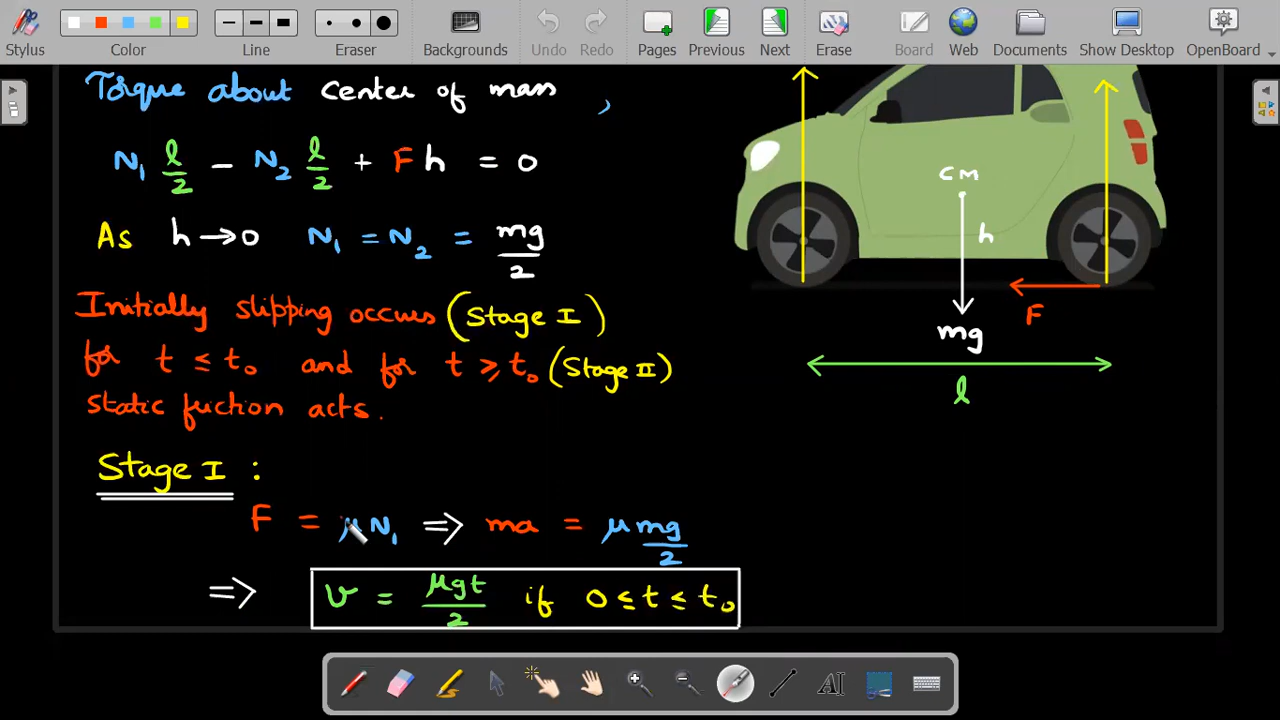 Stylus Color Line Eraser Backgrounds Undo Redo Pages Previous Next Erase Board Web Documents Show Desktop OpenBoard
Torque about center of mass ,
N₁ l/2 - N₂ l/2 + F h = 0
As h → 0 N₁ = N₂ = mg/2
Initially slipping occurs (Stage I)
for t ≤ t₀ and for t ⩾ t₀ (Stage II)
static friction acts.
Stage I :
F = μN₁ ⇒ ma = μ mg/2
⇒ v = μgt/2 if 0 ≤ t ≤ t₀
CM
h
F
mg
l
AI